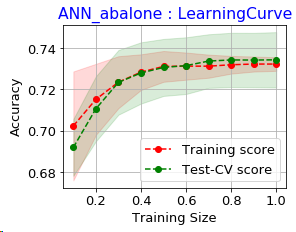 ANN_abalone : LearningCurve
0.74
0.72
0.70
0.68
Accuracy
Training score
Test-CV score
0.2 0.4 0.6 0.8 1.0
Training Size